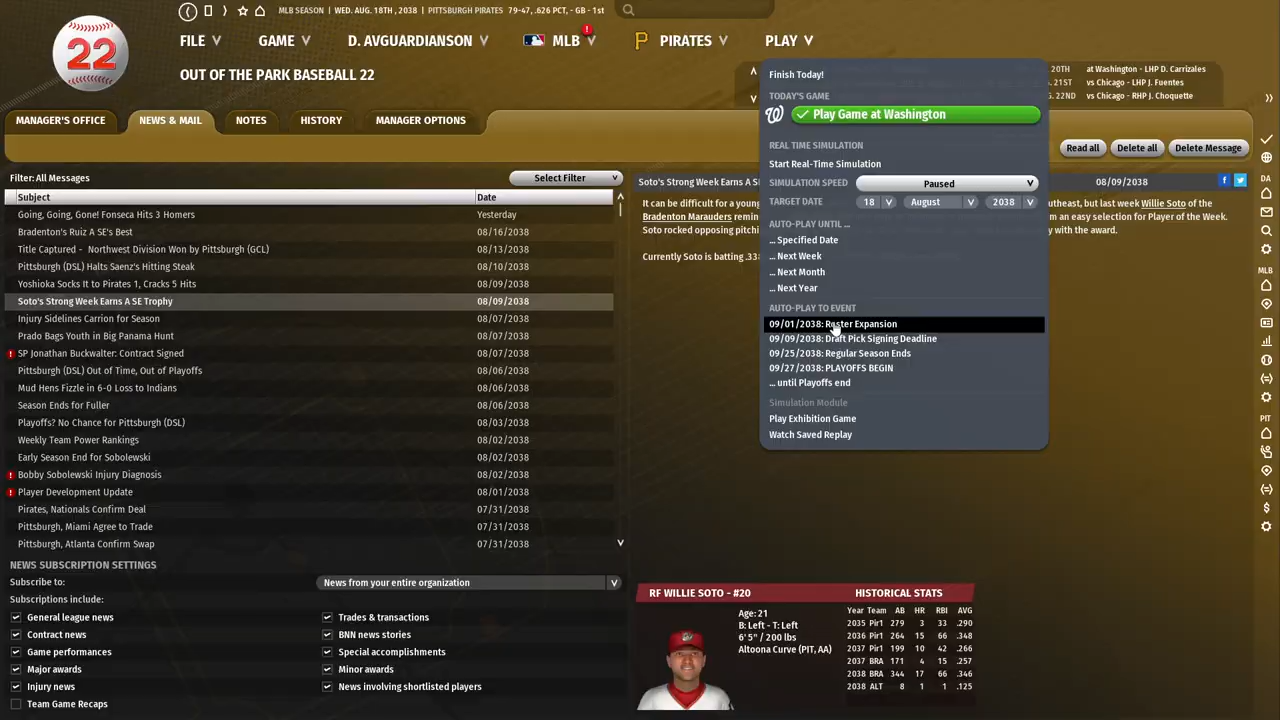 MLB SEASON | WED. AUG. 18TH , 2038 | PITTSBURGH PIRATES 79-47, .626 PCT, - GB - 1st
FILE GAME D. AVGUARDIANSON MLB PIRATES PLAY
22
OUT OF THE PARK BASEBALL 22
20TH at Washington - LHP D. Carrizales
. 21ST vs Chicago - LHP J. Fuentes
. 22ND vs Chicago - RHP J. Choquette
MANAGER'S OFFICE NEWS & MAIL NOTES HISTORY MANAGER OPTIONS
Read all Delete all Delete Message
Filter: All Messages Select Filter
Subject Date
Going, Going, Gone! Fonseca Hits 3 Homers Yesterday
Bradenton's Ruiz A SE's Best 08/16/2038
Title Captured - Northwest Division Won by Pittsburgh (GCL) 08/13/2038
Pittsburgh (DSL) Halts Saenz's Hitting Steak 08/10/2038
Yoshioka Socks It to Pirates 1, Cracks 5 Hits 08/09/2038
Soto's Strong Week Earns A SE Trophy 08/09/2038
Injury Sidelines Carrion for Season 08/07/2038
Prado Bags Youth in Big Panama Hunt 08/07/2038
SP Jonathan Buckwalter: Contract Signed 08/07/2038
Pittsburgh (DSL) Out of Time, Out of Playoffs 08/06/2038
Mud Hens Fizzle in 6-0 Loss to Indians 08/06/2038
Season Ends for Fuller 08/06/2038
Playoffs? No Chance for Pittsburgh (DSL) 08/03/2038
Weekly Team Power Rankings 08/02/2038
Early Season End for Sobolewski 08/02/2038
Bobby Sobolewski Injury Diagnosis 08/02/2038
Player Development Update 08/01/2038
Pirates, Nationals Confirm Deal 07/31/2038
Pittsburgh, Miami Agree to Trade 07/31/2038
Pittsburgh, Atlanta Confirm Swap 07/31/2038
NEWS SUBSCRIPTION SETTINGS
Subscribe to: News from your entire organization
Subscriptions include:
General league news Trades & transactions
Contract news BNN news stories
Game performances Special accomplishments
Major awards Minor awards
Injury news News involving shortlisted players
Team Game Recaps
Soto's Strong Week Earns A S 08/09/2038
It can be difficult for a young utheast, but last week Willie Soto of the
Bradenton Marauders remin m an easy selection for Player of the Week.
Soto rocked opposing pitchi y with the award.
Currently Soto is batting .33
Finish Today!
TODAY'S GAME
Play Game at Washington
REAL TIME SIMULATION
Start Real-Time Simulation
SIMULATION SPEED Paused
TARGET DATE 18 August 2038
AUTO-PLAY UNTIL ...
... Specified Date
... Next Week
... Next Month
... Next Year
AUTO-PLAY TO EVENT
09/01/2038: Roster Expansion
09/09/2038: Draft Pick Signing Deadline
09/25/2038: Regular Season Ends
09/27/2038: PLAYOFFS BEGIN
... until Playoffs end
Simulation Module
Play Exhibition Game
Watch Saved Replay
RF WILLIE SOTO - #20
Age: 21
B: Left - T: Left
6' 5" / 200 lbs
Altoona Curve (PIT, AA)
HISTORICAL STATS
Year Team AB HR RBI AVG
2035 Pir1 279 3 33 .290
2036 Pir1 264 15 66 .348
2037 Pir1 199 10 42 .266
2037 BRA 171 4 15 .257
2038 BRA 344 17 66 .346
2038 ALT 8 1 1 .125
DA
MLB
PIT